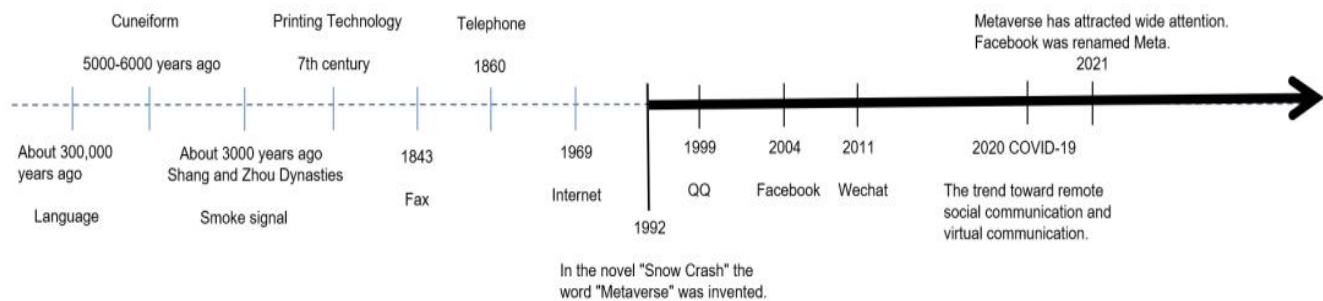 Cuneiform
5000-6000 years ago
Printing Technology
7th century
Telephone
1860
Metaverse has attracted wide attention.
Facebook was renamed Meta.
2021
About 300,000
years ago
Language
About 3000 years ago
Shang and Zhou Dynasties
Smoke signal
1843
Fax
1969
Internet
1992
In the novel "Snow Crash" the
word "Metaverse" was invented.
1999
QQ
2004
Facebook
2011
Wechat
2020 COVID-19
The trend toward remote
social communication and
virtual communication.